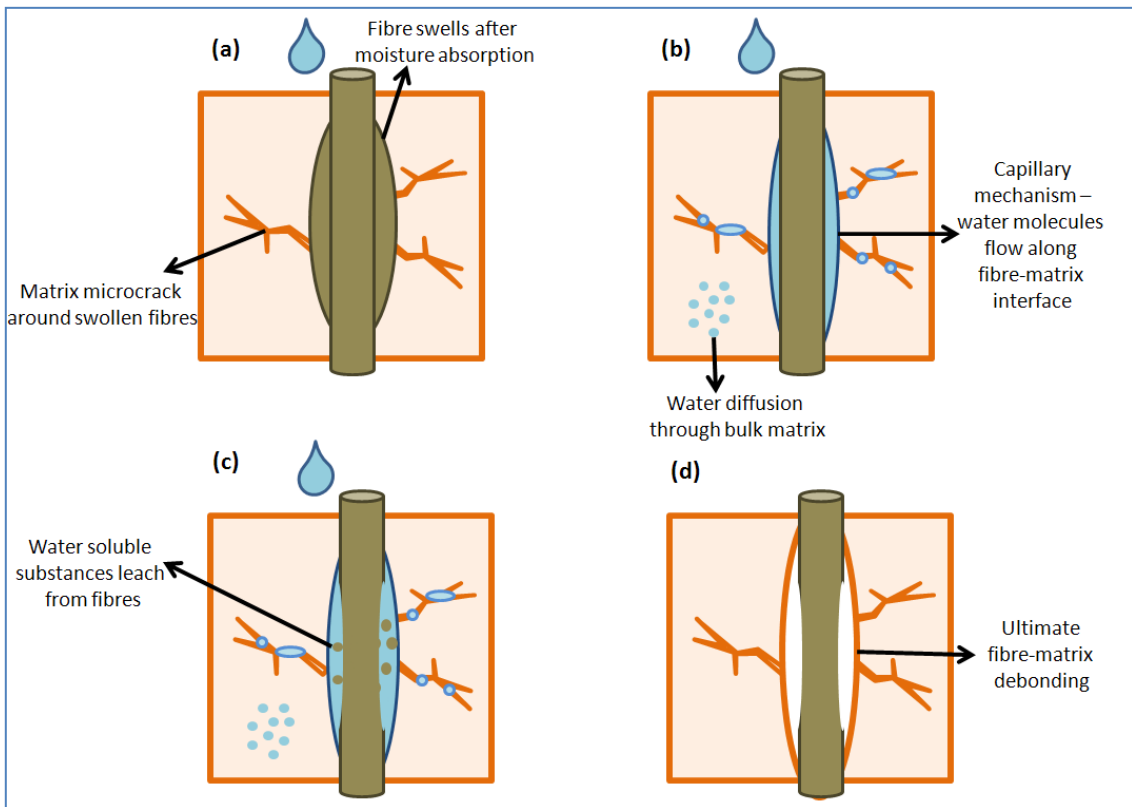 (a)
Fibre swells after
moisture absorption
Matrix microcrack
around swollen fibres
(b)
Capillary
mechanism –
water molecules
flow along
fibre-matrix
interface
Water diffusion
through bulk matrix
(c)
Water soluble
substances leach
from fibres
(d)
Ultimate
fibre-matrix
debonding